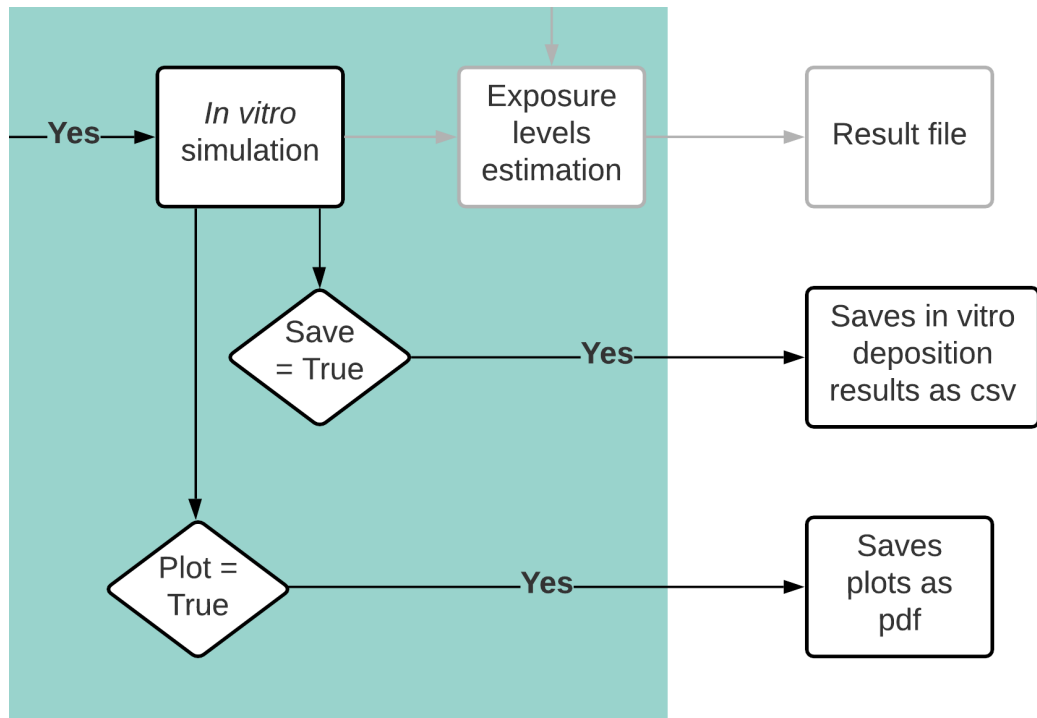 Yes
In vitro
simulation
Exposure
levels
estimation
Result file
Save
= True
Yes
Saves in vitro
deposition
results as csv
Plot =
True
Yes
Saves
plots as
pdf